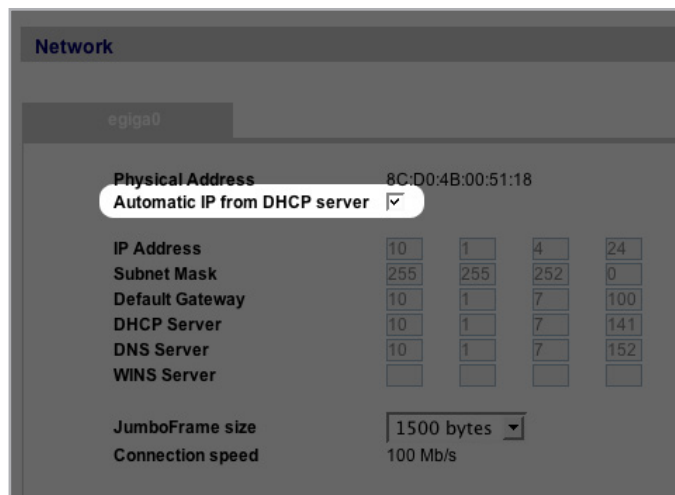 Network
egiga0
Physical Address 8C:D0:4B:00:51:18
Automatic IP from DHCP server
IP Address 10 1 4 24
Subnet Mask 255 255 252 0
Default Gateway 10 1 7 100
DHCP Server 10 1 7 141
DNS Server 10 1 7 152
WINS Server
JumboFrame size 1500 bytes
Connection speed 100 Mb/s